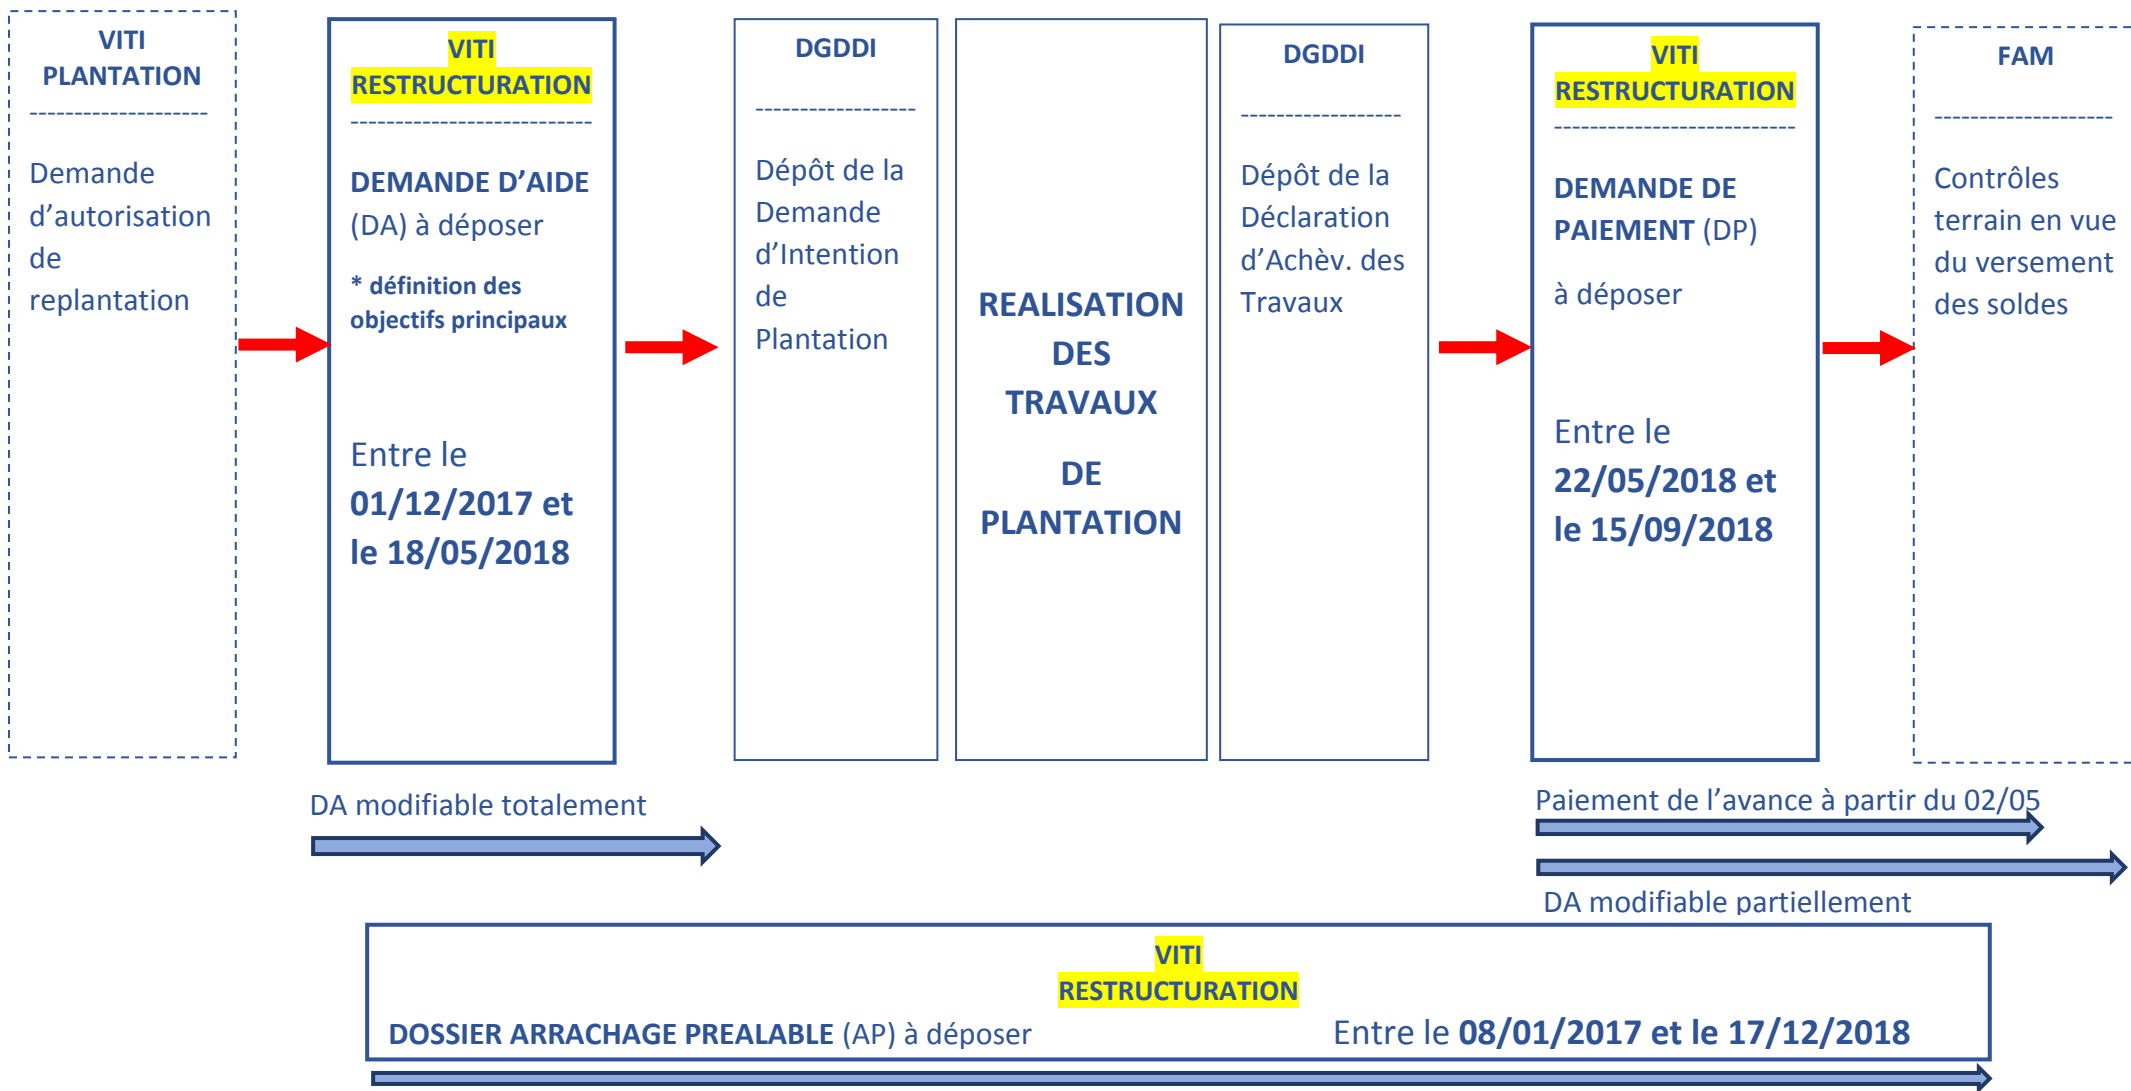 VITI
PLANTATION
--------------------
Demande
d’autorisation
de
replantation
VITI
RESTRUCTURATION
---------------------------
DEMANDE D’AIDE
(DA) à déposer
* définition des
objectifs principaux
Entre le
01/12/2017 et
le 18/05/2018
DGDDI
------------------
Dépôt de la
Demande
d’Intention
de
Plantation
REALISATION
DES
TRAVAUX
DE
PLANTATION
DGDDI
------------------
Dépôt de la
Déclaration
d’Achèv. des
Travaux
VITI
RESTRUCTURATION
---------------------------
DEMANDE DE
PAIEMENT (DP)
à déposer
Entre le
22/05/2018 et
le 15/09/2018
FAM
--------------------
Contrôles
terrain en vue
du versement
des soldes
DA modifiable totalement
Paiement de l’avance à partir du 02/05
DA modifiable partiellement
VITI
RESTRUCTURATION
DOSSIER ARRACHAGE PREALABLE (AP) à déposer Entre le 08/01/2017 et le 17/12/2018